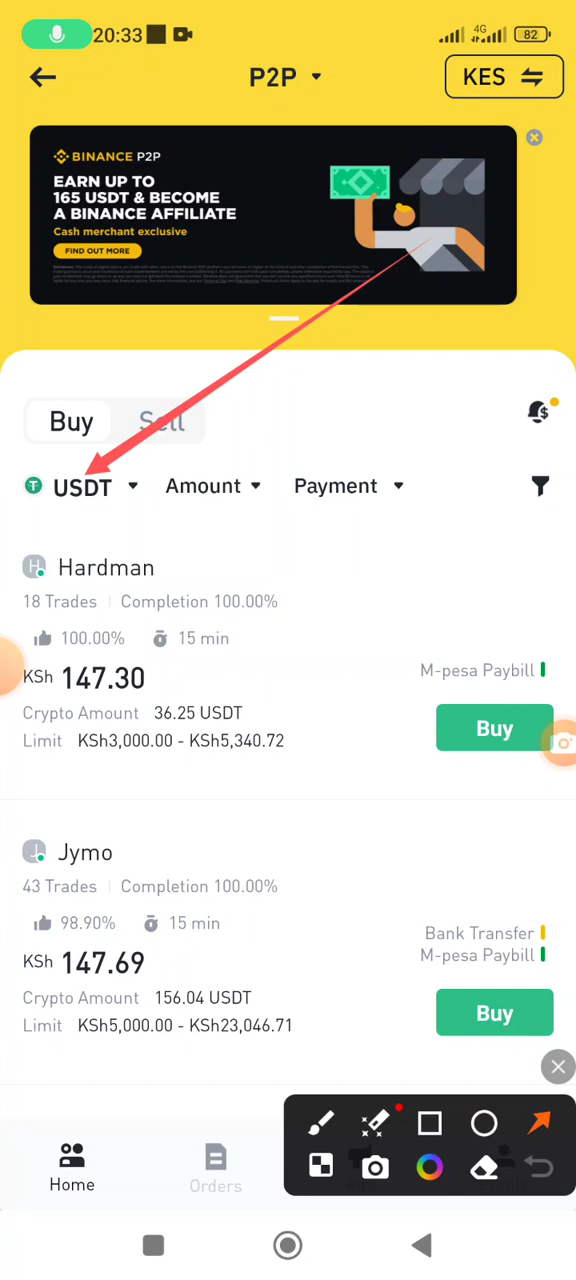 20:33
4G
82
P2P
KES
BINANCE P2P
EARN UP TO
165 USDT & BECOME
A BINANCE AFFILIATE
Cash merchant exclusive
FIND OUT MORE
Buy
Sell
USDT
Amount
Payment
H Hardman
18 Trades Completion 100.00%
100.00% 15 min
KSh 147.30
M-pesa Paybill
Crypto Amount 36.25 USDT
Limit KSh3,000.00 - KSh5,340.72
Buy
J Jymo
43 Trades Completion 100.00%
98.90% 15 min
Bank Transfer
KSh 147.69
M-pesa Paybill
Crypto Amount 156.04 USDT
Limit KSh5,000.00 - KSh23,046.71
Buy
Home
Orders